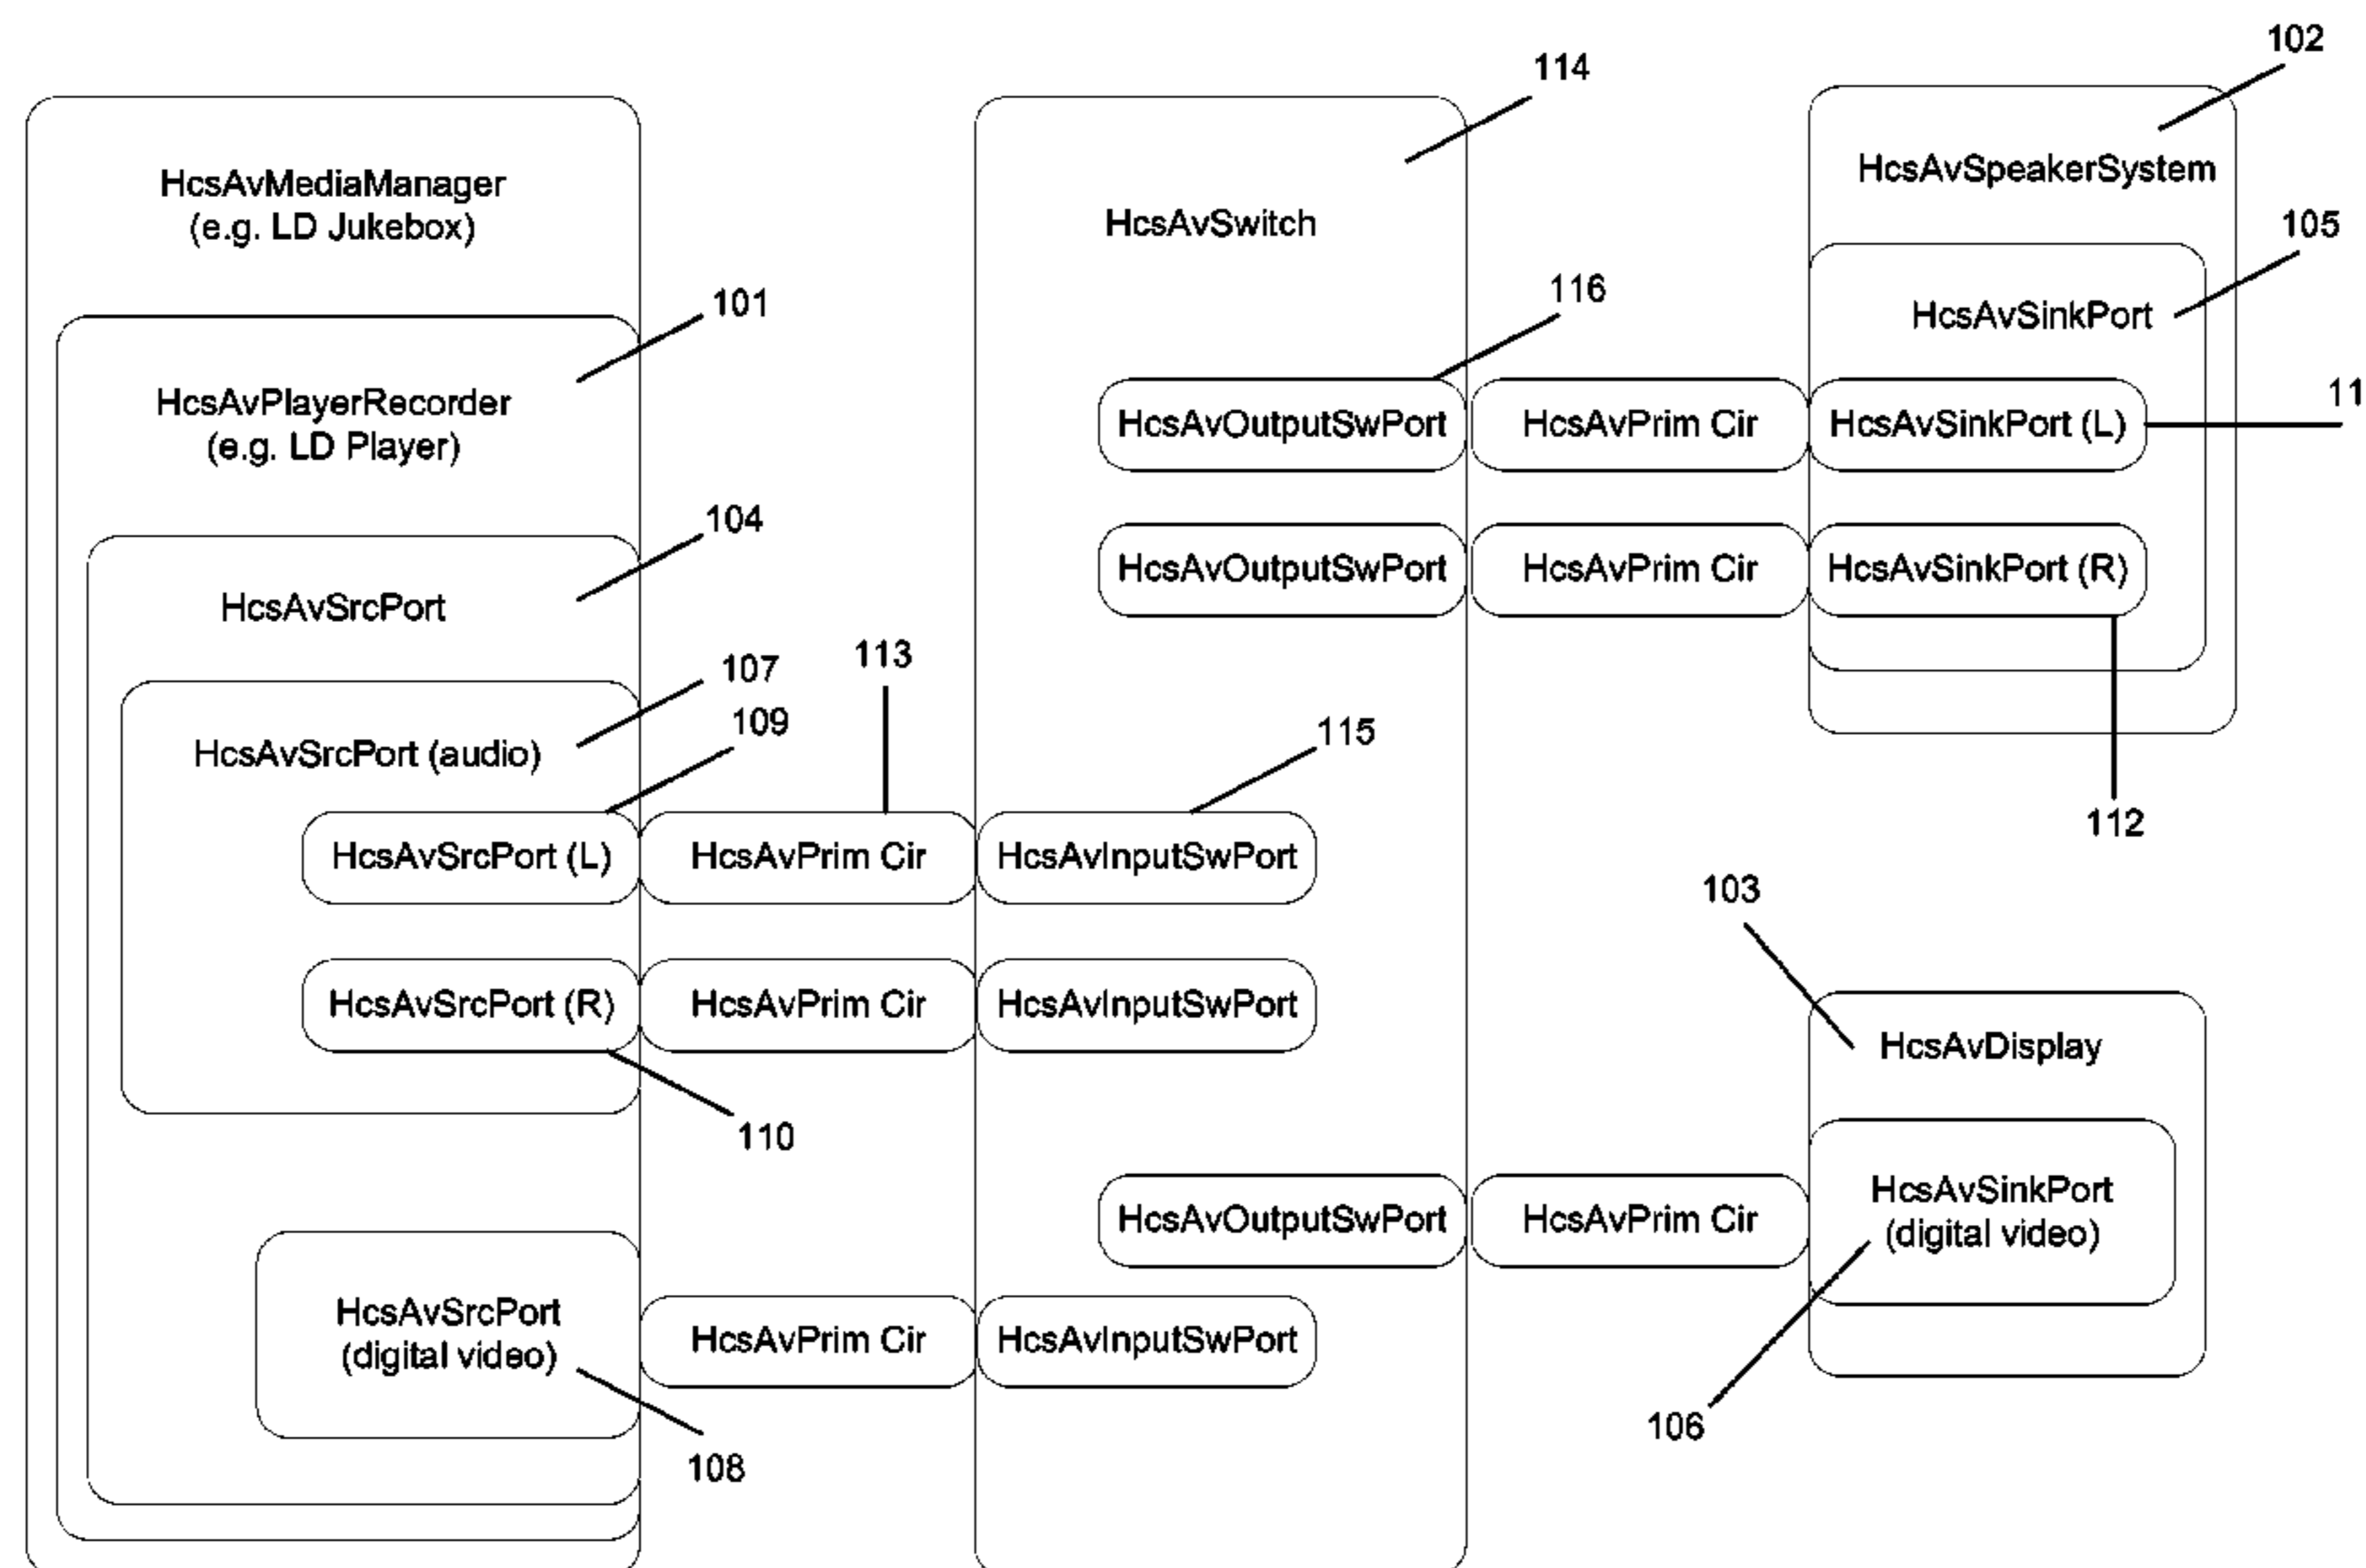 102
114
HcsAvMediaManager
(e.g. LD Jukebox)
HcsAvSwitch
HcsAvSpeakerSystem
105
101
116
HcsAvSinkPort
HcsAvPlayerRecorder
(e.g. LD Player)
HcsAvOutputSwPort
HcsAvPrim Cir
HcsAvSinkPort (L)
11
104
HcsAvOutputSwPort
HcsAvPrim Cir
HcsAvSinkPort (R)
HcsAvSrcPort
113
107
109
115
HcsAvSrcPort (audio)
112
HcsAvSrcPort (L)
HcsAvPrim Cir
HcsAvInputSwPort
103
HcsAvSrcPort (R)
HcsAvPrim Cir
HcsAvInputSwPort
HcsAvDisplay
110
HcsAvOutputSwPort
HcsAvPrim Cir
HcsAvSinkPort
(digital video)
HcsAvSrcPort
(digital video)
HcsAvPrim Cir
HcsAvInputSwPort
106
108